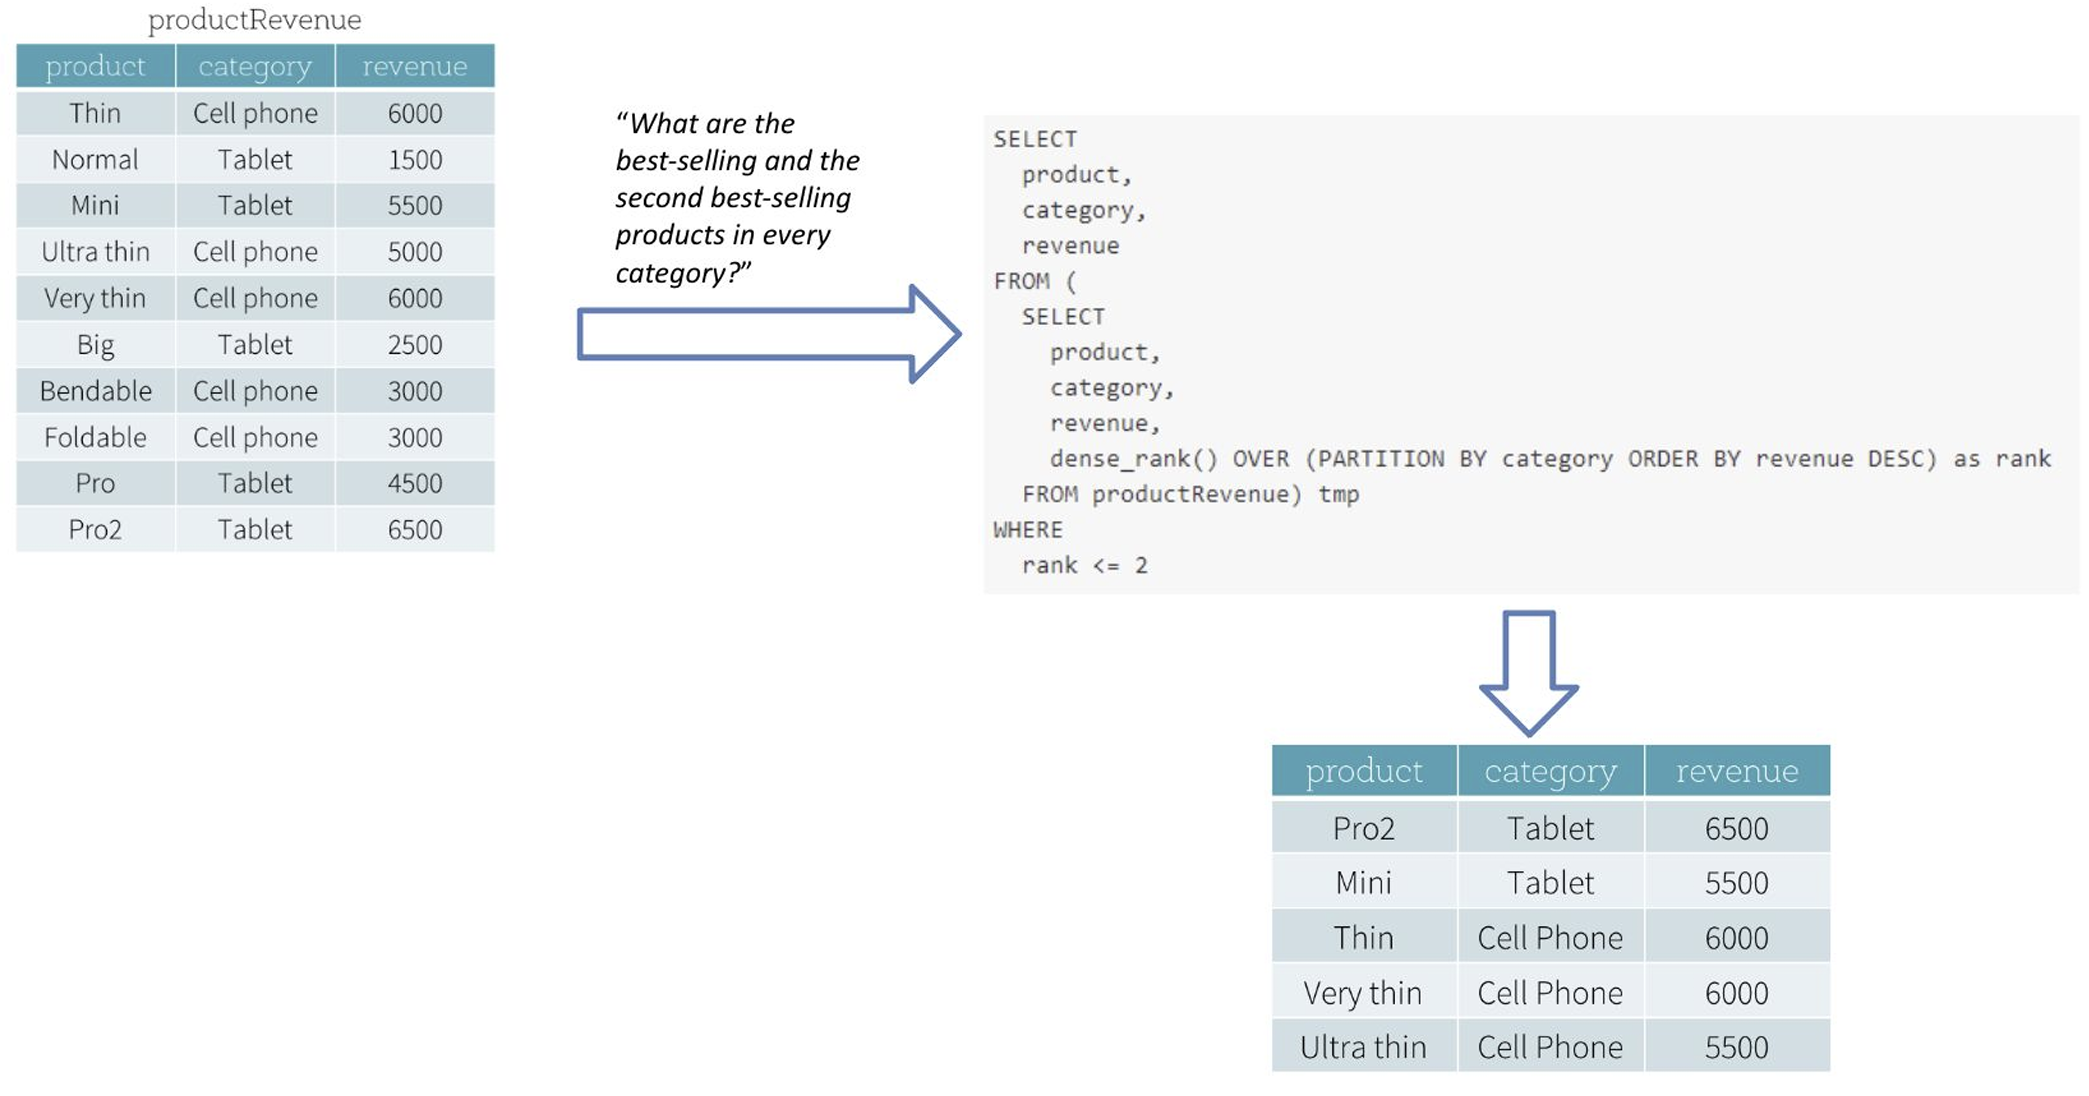 productRevenue
product category revenue
Thin Cell phone 6000
Normal Tablet 1500
Mini Tablet 5500
Ultra thin Cell phone 5000
Very thin Cell phone 6000
Big Tablet 2500
Bendable Cell phone 3000
Foldable Cell phone 3000
Pro Tablet 4500
Pro2 Tablet 6500
“What are the
best-selling and the
second best-selling
products in every
category?”
SELECT
product,
category,
revenue
FROM (
SELECT
product,
category,
revenue,
dense_rank() OVER (PARTITION BY category ORDER BY revenue DESC) as rank
FROM productRevenue) tmp
WHERE
rank <= 2
product category revenue
Pro2 Tablet 6500
Mini Tablet 5500
Thin Cell Phone 6000
Very thin Cell Phone 6000
Ultra thin Cell Phone 5500